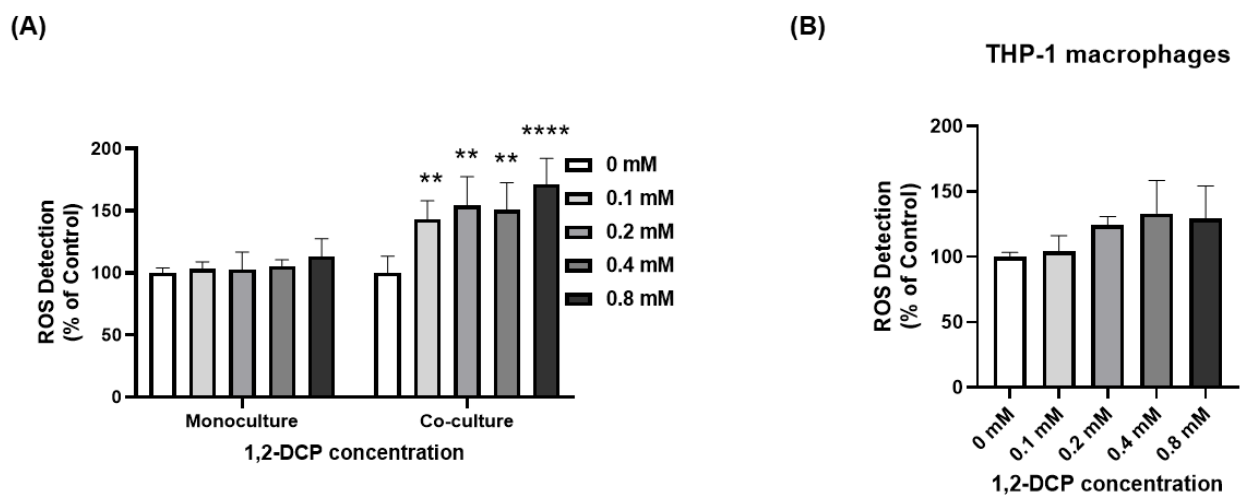 (A)
ROS Detection
(% of Control)
200
150
100
50
0
**
**
**
****
Monoculture
Co-culture
1,2-DCP concentration
0 mM
0.1 mM
0.2 mM
0.4 mM
0.8 mM
(B)
THP-1 macrophages
ROS Detection
(% of Control)
200
150
100
50
0
0 mM
0.1 mM
0.2 mM
0.4 mM
0.8 mM
1,2-DCP concentration